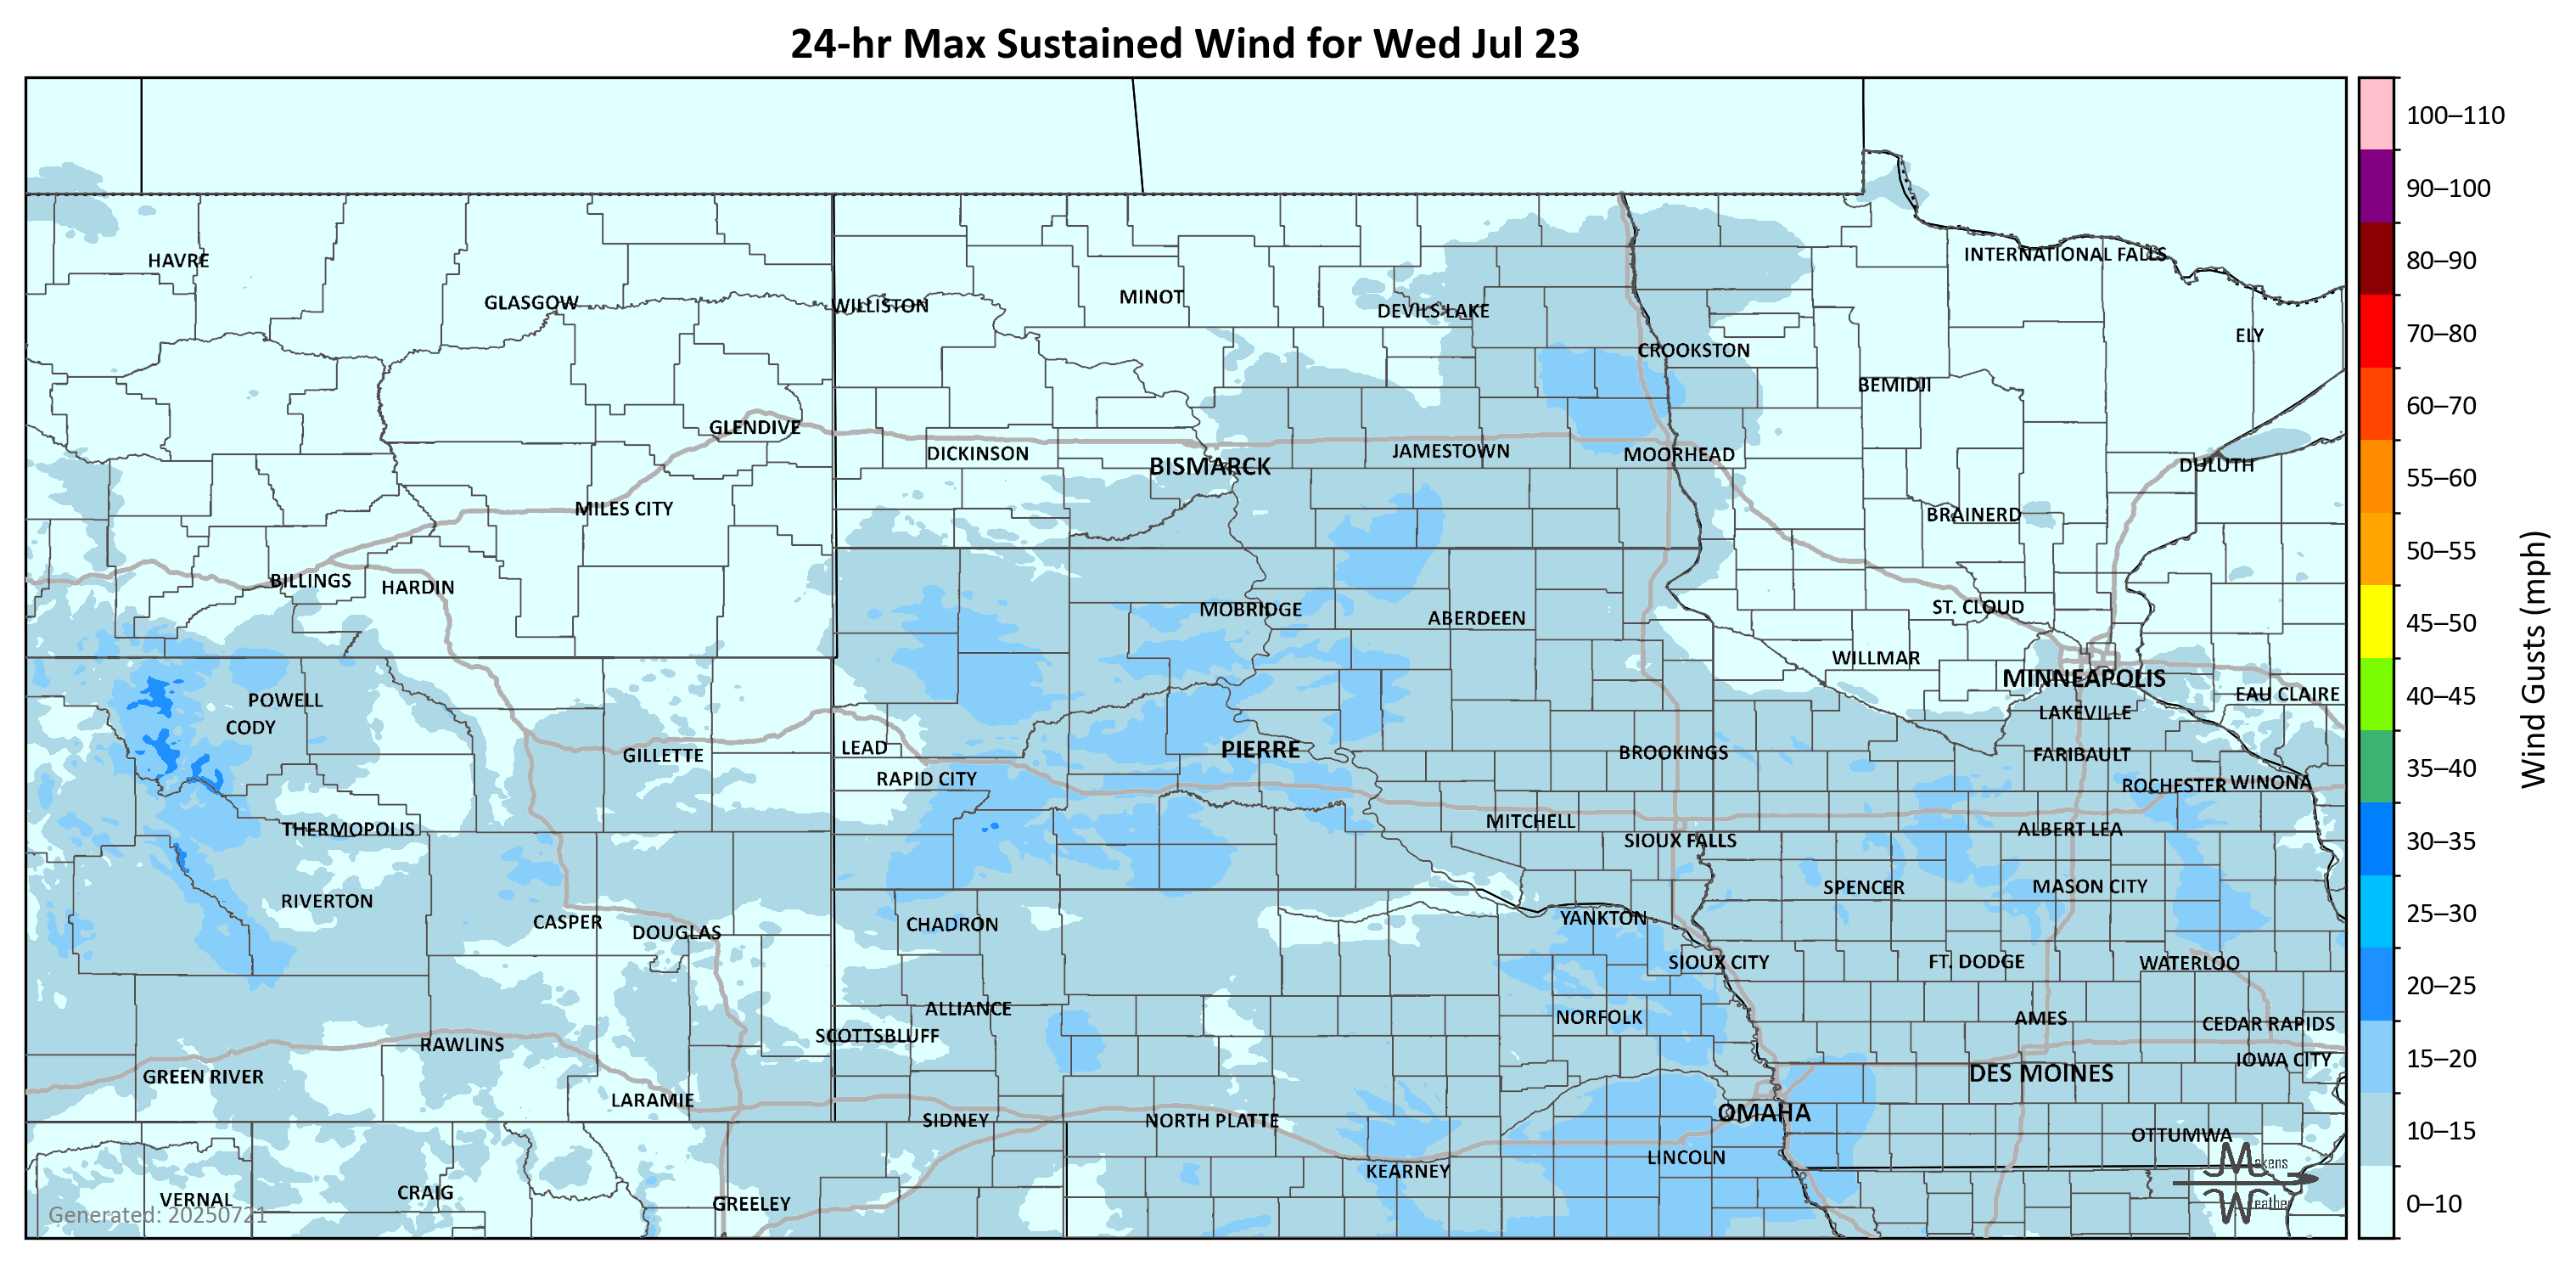 24-hr Max Sustained Wind for Wed Jul 23
HAVRE
GLASGOW
WILLISTON
MINOT
DEVILS LAKE
INTERNATIONAL FALLS
ELY
CROOKSTON
BEMIDJI
GLENDIVE
DICKINSON
BISMARCK
JAMESTOWN
MOORHEAD
DULUTH
MILES CITY
BRAINERD
BILLINGS
HARDIN
MOBRIDGE
ABERDEEN
ST. CLOUD
WILLMAR
MINNEAPOLIS
EAU CLAIRE
POWELL
CODY
LAKEVILLE
GILLETTE
LEAD
PIERRE
BROOKINGS
FARIBAULT
RAPID CITY
ROCHESTER
WINONA
THERMOPOLIS
MITCHELL
SIOUX FALLS
ALBERT LEA
RIVERTON
SPENCER
MASON CITY
CASPER
DOUGLAS
CHADRON
YANKTON
SIOUX CITY
FT. DODGE
WATERLOO
ALLIANCE
NORFOLK
AMES
CEDAR RAPIDS
SCOTTSBLUFF
RAWLINS
IOWA CITY
GREEN RIVER
DES MOINES
LARAMIE
SIDNEY
NORTH PLATTE
OMAHA
OTTUMWA
KEARNEY
LINCOLN
VERNAL
CRAIG
GREELEY
Generated: 20250721
Makens
Weather
100–110
90–100
80–90
70–80
60–70
55–60
50–55
45–50
40–45
35–40
30–35
25–30
20–25
15–20
10–15
0–10
Wind Gusts (mph)